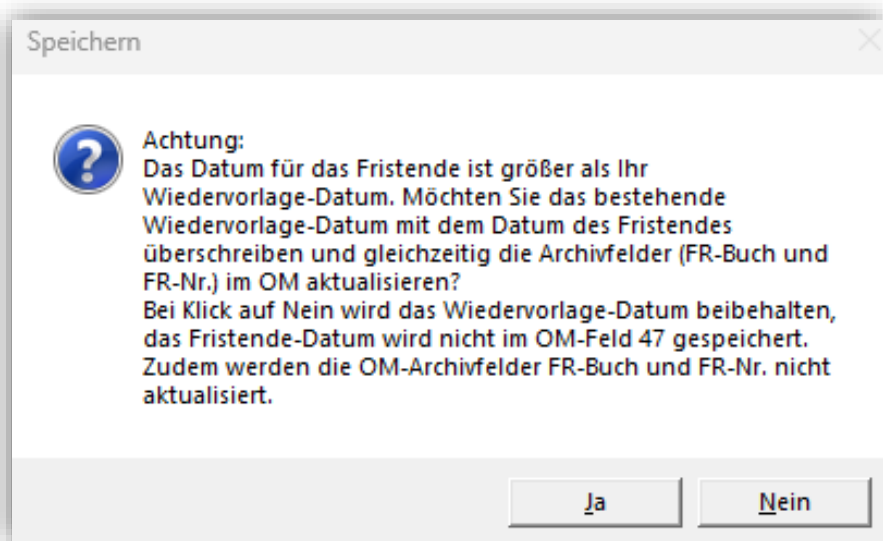 Speichern
Achtung:
Das Datum für das Fristende ist größer als Ihr
Wiedervorlage-Datum. Möchten Sie das bestehende
Wiedervorlage-Datum mit dem Datum des Fristendes
überschreiben und gleichzeitig die Archivfelder (FR-Buch und
FR-Nr.) im OM aktualisieren?
Bei Klick auf Nein wird das Wiedervorlage-Datum beibehalten,
das Fristende-Datum wird nicht im OM-Feld 47 gespeichert.
Zudem werden die OM-Archivfelder FR-Buch und FR-Nr. nicht
aktualisiert.
Ja
Nein